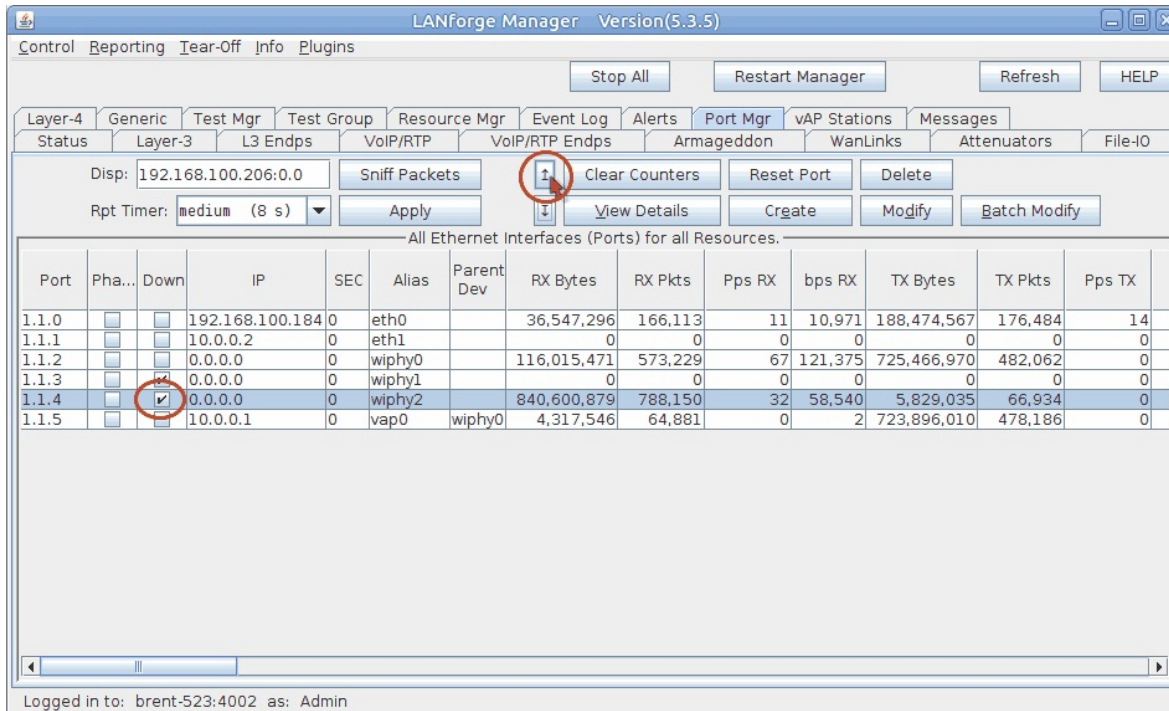 LANforge Manager Version(5.3.5)
Control Reporting Tear-Off Info Plugins
Stop All Restart Manager Refresh HELP
Layer-4 Generic Test Mgr Test Group Resource Mgr Event Log Alerts Port Mgr vAP Stations Messages
Status Layer-3 L3 Endps VoIP/RTP VoIP/RTP Endps Armageddon WanLinks Attenuators File-IO
Disp: 192.168.100.206:0.0 Sniff Packets ↑ Clear Counters Reset Port Delete
Rpt Timer: medium (8 s) Apply ↓ View Details Create Modify Batch Modify
All Ethernet Interfaces (Ports) for all Resources.
Port Pha... Down IP SEC Alias Parent Dev RX Bytes RX Pkts Pps RX bps RX TX Bytes TX Pkts Pps TX
1.1.0 192.168.100.184 0 eth0 36,547,296 166,113 11 10,971 188,474,567 176,484 14
1.1.1 10.0.0.2 0 eth1 0 0 0 0 0 0 0
1.1.2 0.0.0.0 0 wiphy0 116,015,471 573,229 67 121,375 725,466,970 482,062 0
1.1.3 0.0.0.0 0 wiphy1 0 0 0 0 0 0 0
1.1.4 0.0.0.0 0 wiphy2 840,600,879 788,150 32 58,540 5,829,035 66,934 0
1.1.5 10.0.0.1 0 vap0 wiphy0 4,317,546 64,881 0 2 723,896,010 478,186 0
Logged in to: brent-523:4002 as: Admin